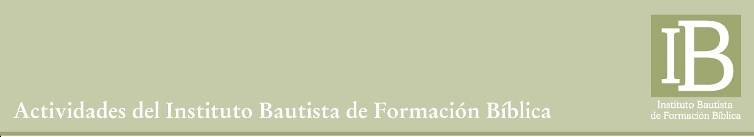 IB
Instituto Bautista
de Formación Bíblica
Actividades del Instituto Bautista de Formación Bíblica